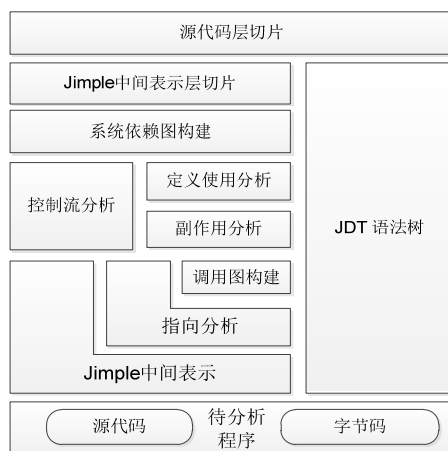 源代码层切片
Jimple中间表示层切片
系统依赖图构建
控制流分析
定义使用分析
副作用分析
JDT 语法树
调用图构建
指向分析
Jimple中间表示
源代码
待分析
程序
字节码